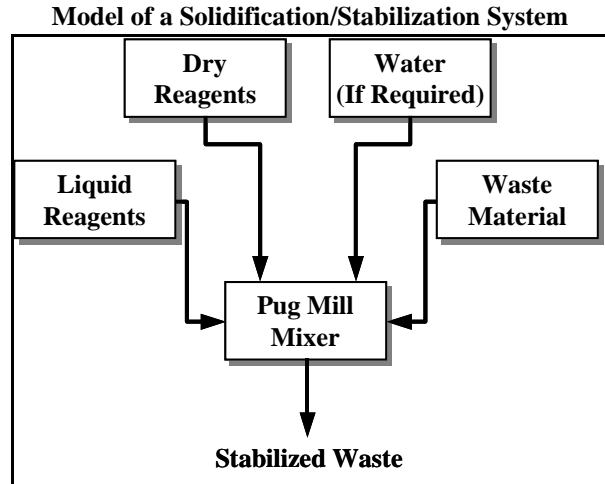 Model of a Solidification/Stabilization System
Dry
Reagents
Water
(If Required)
Liquid
Reagents
Waste
Material
Pug Mill
Mixer
Stabilized Waste